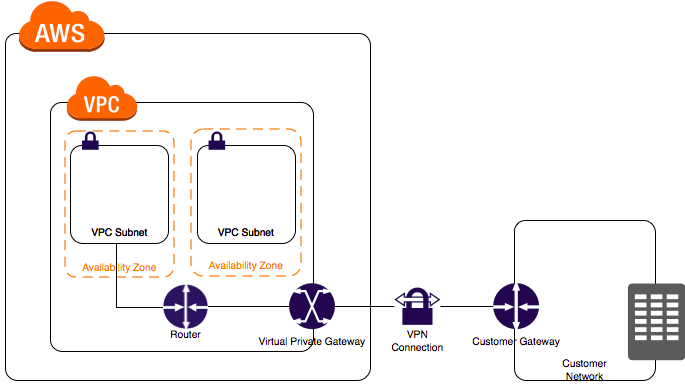 AWS
VPC
VPC Subnet
VPC Subnet
Availability Zone
Availability Zone
Router
Virtual Private Gateway
VPN
Connection
Customer Gateway
Customer
Network